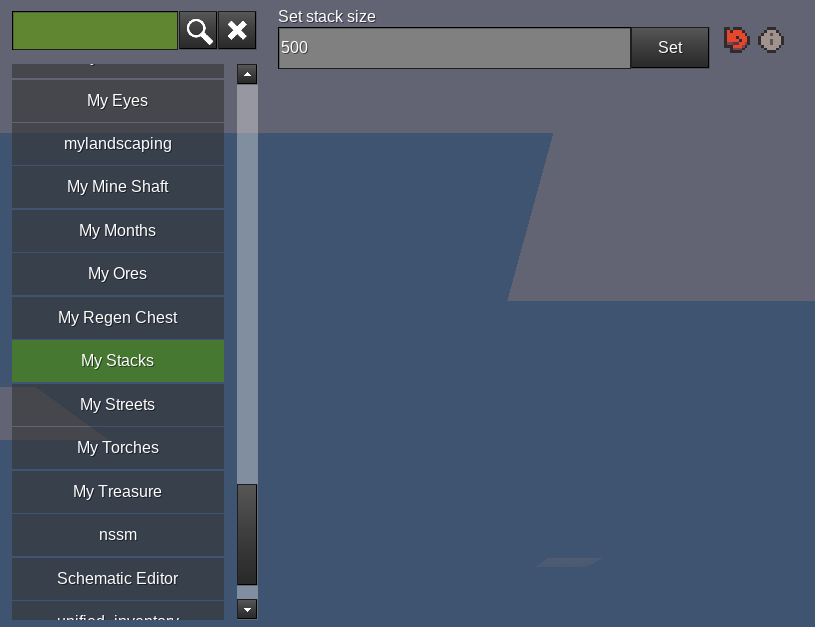 Set stack size
500
Set
My Eyes
mylandscaping
My Mine Shaft
My Months
My Ores
My Regen Chest
My Stacks
My Streets
My Torches
My Treasure
nssm
Schematic Editor
unified_inventory